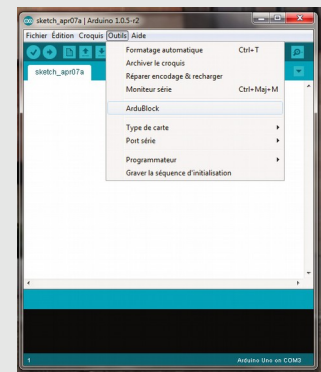 sketch_apr07a | Arduino 1.0.5-r2
Fichier Édition Croquis Outils Aide
sketch_apr07a
Formatage automatique Ctrl+T
Archiver le croquis
Réparer encodage & recharger
Moniteur série Ctrl+Maj+M
ArduBlock
Type de carte
Port série
Programmateur
Graver la séquence d'initialisation
1 Arduino Uno on COM3